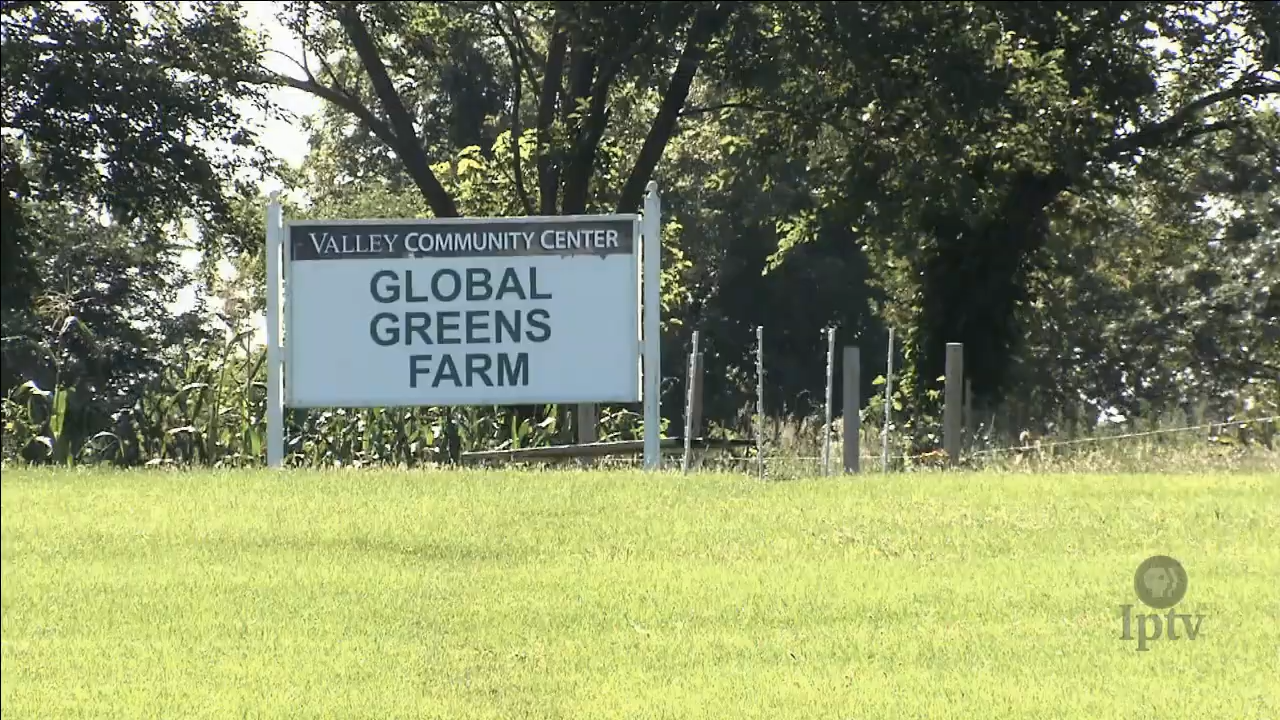 VALLEY COMMUNITY CENTER
GLOBAL
GREENS
FARM
Iptv